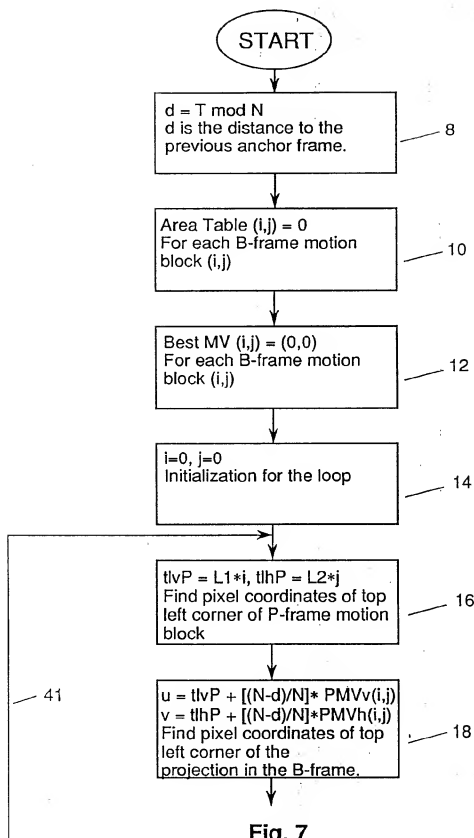 START
d = T mod N
d is the distance to the
previous anchor frame.
8
Area Table (i,j) = 0
For each B-frame motion
block (i,j)
10
Best MV (i,j) = (0,0)
For each B-frame motion
block (i,j)
12
i=0, j=0
Initialization for the loop
14
tlvP = L1*i, tlhP = L2*j
Find pixel coordinates of top
left corner of P-frame motion
block
16
41
u = tlvP + [(N-d)/N]* PMVv(i,j)
v = tlhP + [(N-d)/N]*PMVh(i,j)
Find pixel coordinates of top
left corner of the
projection in the B-frame.
18
Fig. 7